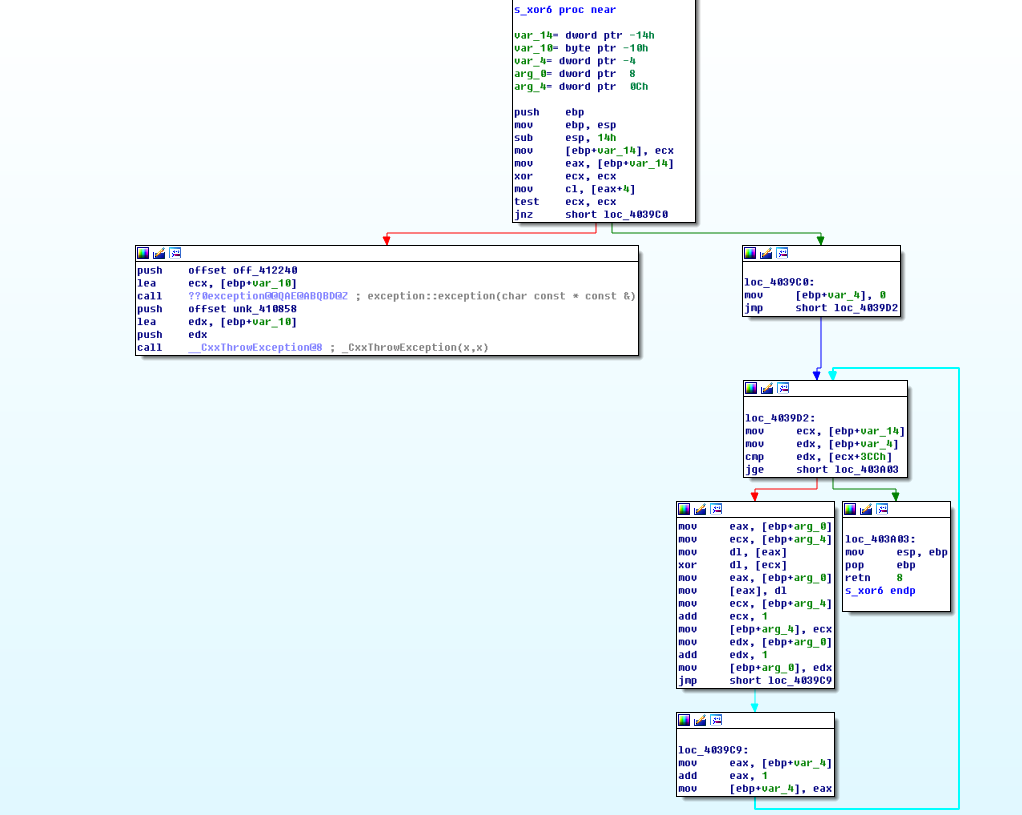 s_xor6 proc near
var_14= dword ptr -14h
var_10= byte ptr -10h
var_4= dword ptr -4
arg_0= dword ptr  8
arg_4= dword ptr  0Ch
push    ebp
mov     ebp, esp
sub     esp, 14h
mov     [ebp+var_14], ecx
mov     eax, [ebp+var_14]
xor     ecx, ecx
mov     cl, [eax+4]
test    ecx, ecx
jnz     short loc_4039C0
push    offset off_412240
lea     ecx, [ebp+var_10]
call    ??0exception@@QAE@ABQBD@Z ; exception::exception(char const * const &)
push    offset unk_410858
lea     edx, [ebp+var_10]
push    edx
call    __CxxThrowException@8 ; _CxxThrowException(x,x)
loc_4039C0:
mov     [ebp+var_4], 0
jmp     short loc_4039D2
loc_4039D2:
mov     ecx, [ebp+var_14]
mov     edx, [ebp+var_4]
cmp     edx, [ecx+3CCh]
jge     short loc_403A03
mov     eax, [ebp+arg_0]
mov     ecx, [ebp+arg_4]
mov     dl, [eax]
xor     dl, [ecx]
mov     eax, [ebp+arg_0]
mov     [eax], dl
mov     ecx, [ebp+arg_4]
add     ecx, 1
mov     [ebp+arg_4], ecx
mov     edx, [ebp+arg_0]
add     edx, 1
mov     [ebp+arg_0], edx
jmp     short loc_4039C9
loc_403A03:
mov     esp, ebp
pop     ebp
retn    8
s_xor6 endp
loc_4039C9:
mov     eax, [ebp+var_4]
add     eax, 1
mov     [ebp+var_4], eax